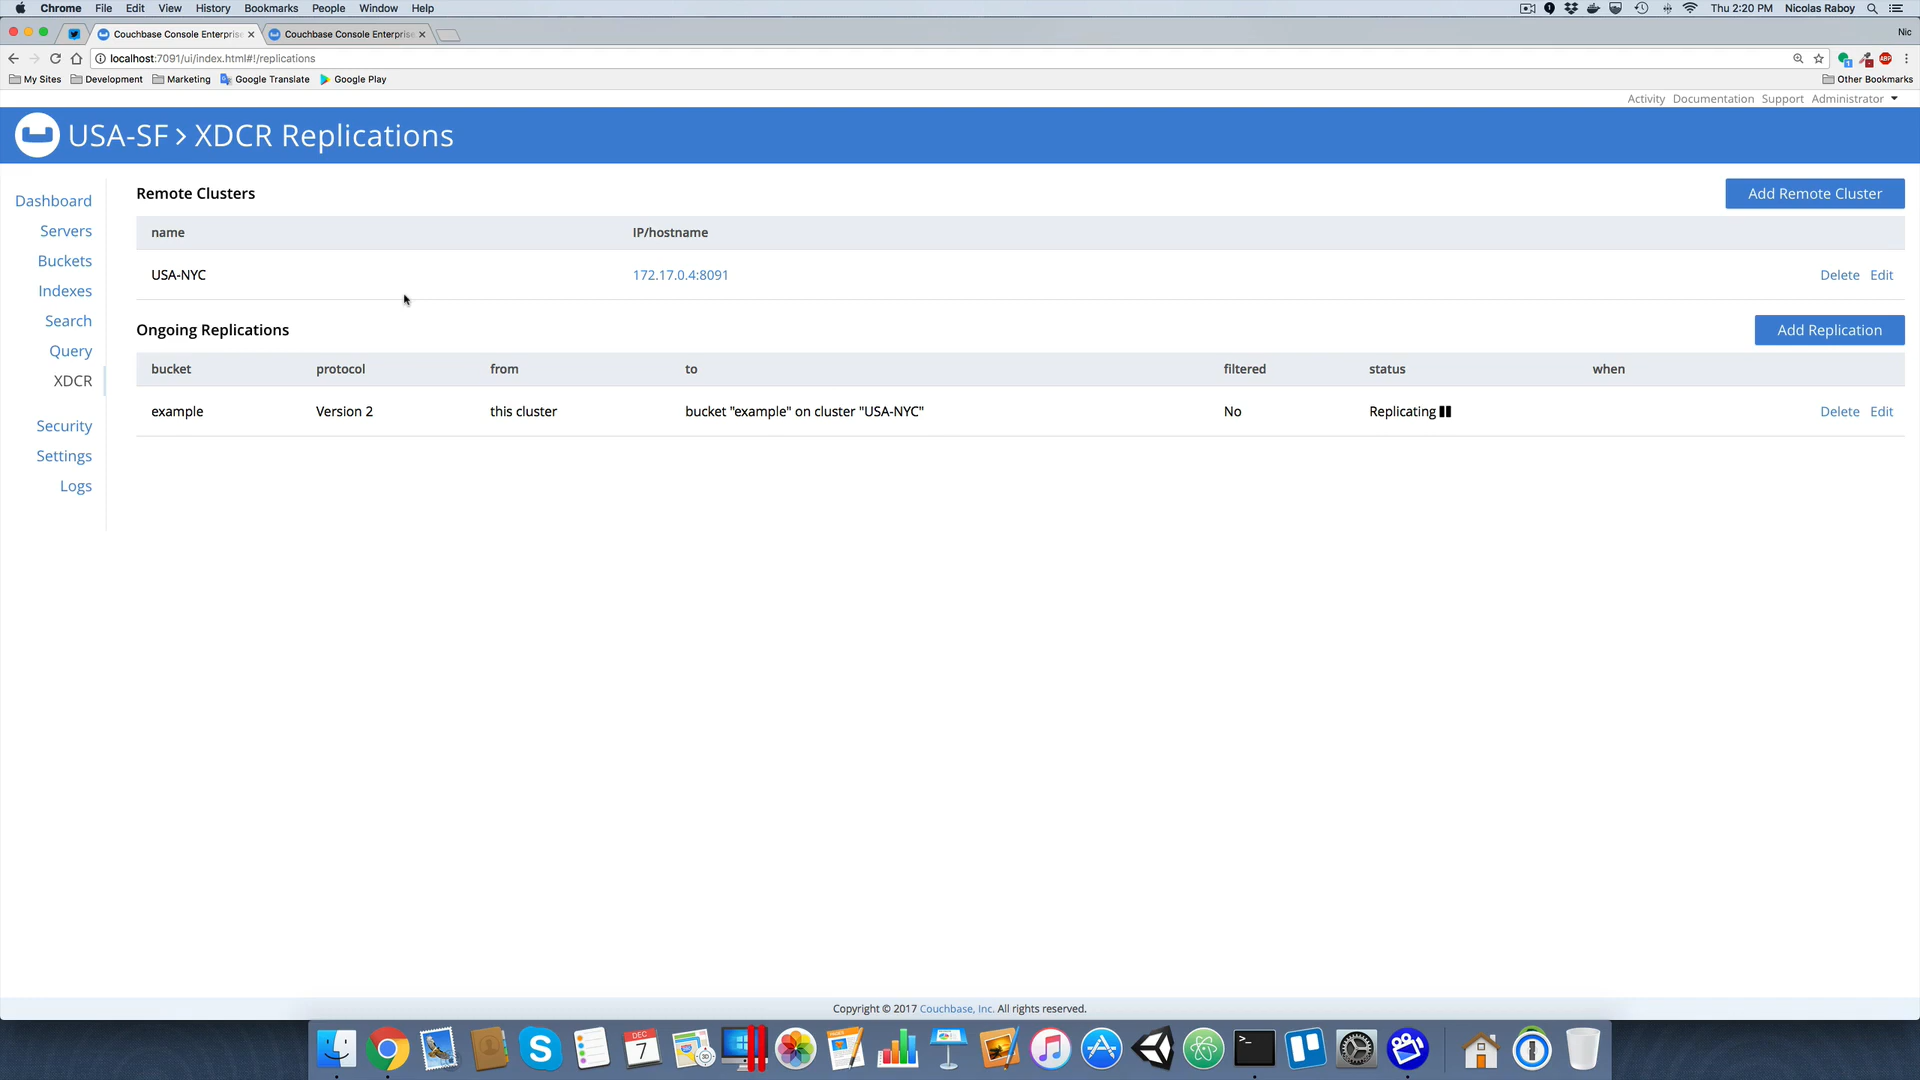 Chrome File Edit View History Bookmarks People Window Help Thu 2:20 PM Nicolas Raboy
Couchbase Console Enterpris Couchbase Console Enterpris Nic
localhost:7091/ui/index.html#!/replications
My Sites Development Marketing Google Translate Google Play Other Bookmarks
Activity Documentation Support Administrator
USA-SF > XDCR Replications
Dashboard
Servers
Buckets
Indexes
Search
Query
XDCR
Security
Settings
Logs
Remote Clusters Add Remote Cluster
name IP/hostname
USA-NYC 172.17.0.4:8091 Delete Edit
Ongoing Replications Add Replication
bucket protocol from to filtered status when
example Version 2 this cluster bucket "example" on cluster "USA-NYC" No Replicating Delete Edit
Copyright © 2017 Couchbase, Inc. All rights reserved.
DEC
7